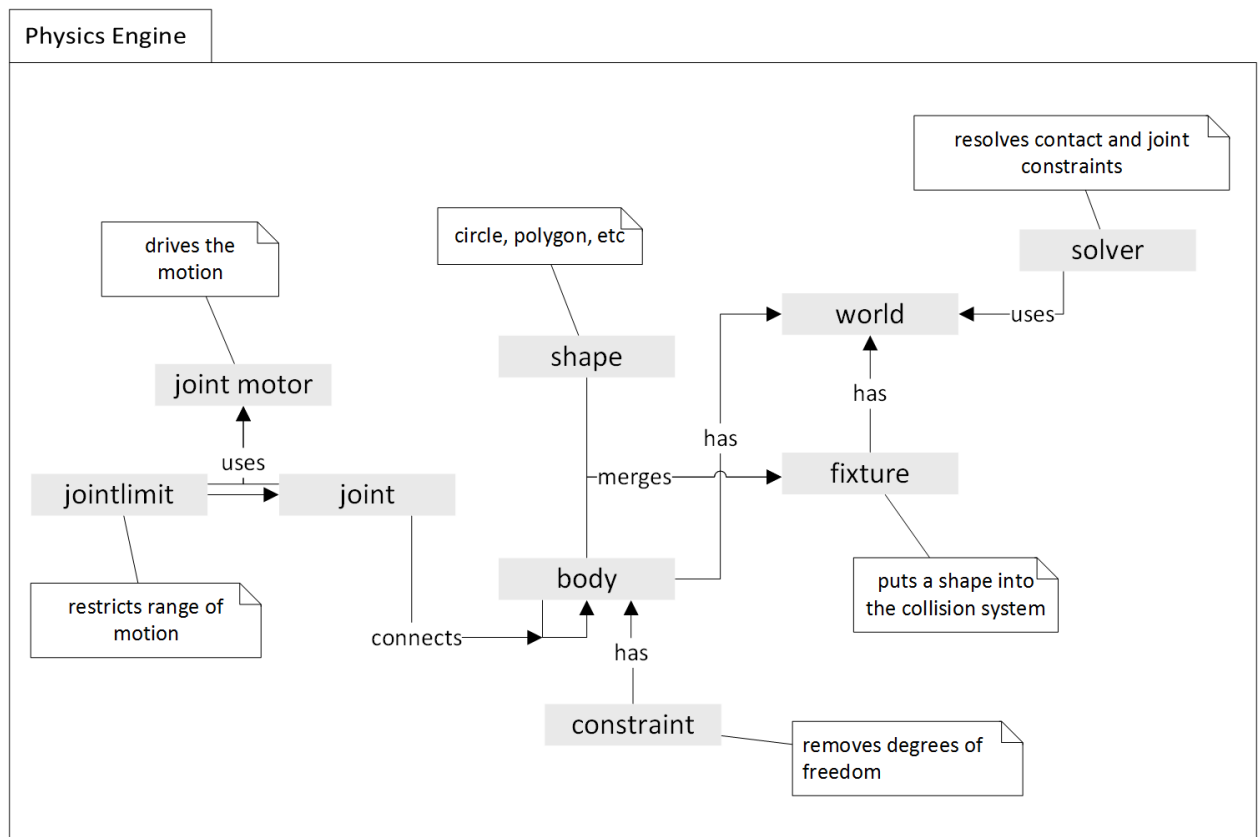 Physics Engine
resolves contact and joint
constraints
solver
circle, polygon, etc
drives the
motion
world
uses
shape
joint motor
has
has
uses
merges
fixture
jointlimit
joint
body
puts a shape into
the collision system
restricts range of
motion
connects
has
constraint
removes degrees of
freedom